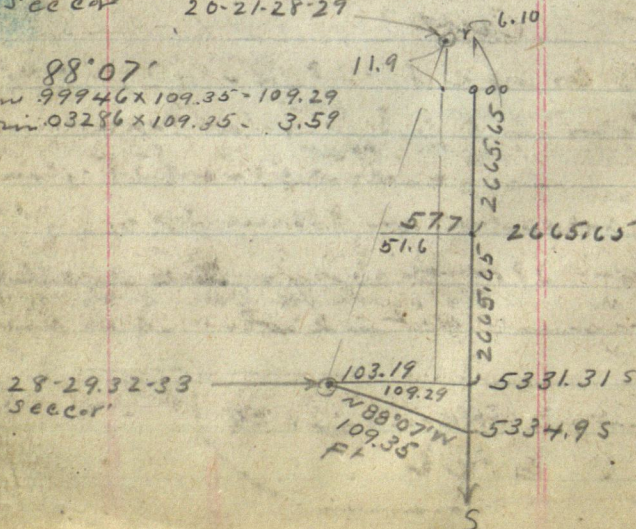 sec cor
20-21-28-29
6.10
11.9
88°07'
.99946 x 109.35 - 109.29
.03286 x 109.35 - 3.59
2665.65
57.7
2665.65
51.6
2665.65
103.19
5331.31 S
28-29.32-33
109.29
sec cor
N 88°07' W
5334.9 S
109.35
Ft
S